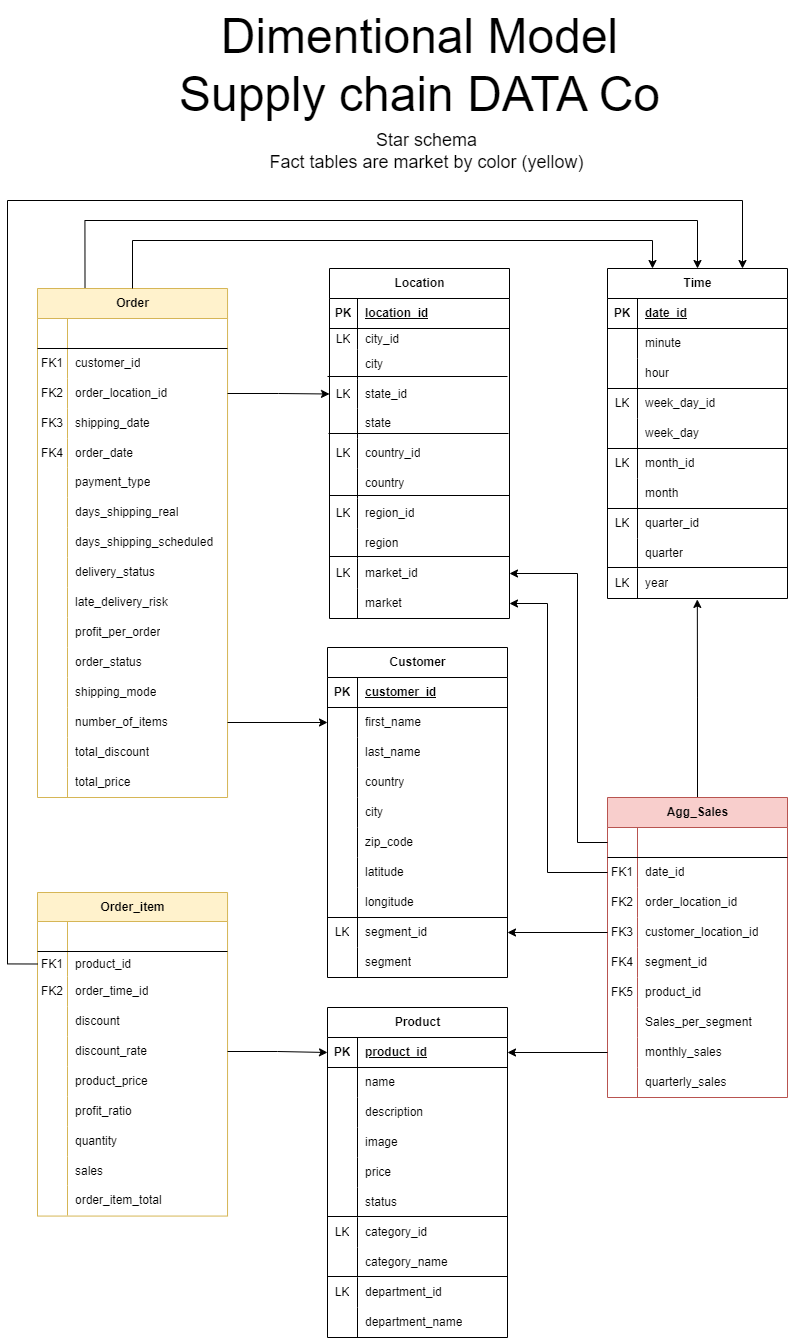 Dimentional Model
Supply chain DATA Co
Star schema
Fact tables are market by color (yellow)
Order
FK1 customer_id
FK2 order_location_id
FK3 shipping_date
FK4 order_date
payment_type
days_shipping_real
days_shipping_scheduled
delivery_status
late_delivery_risk
profit_per_order
order_status
shipping_mode
number_of_items
total_discount
total_price
Location
PK location_id
LK city_id
city
LK state_id
state
LK country_id
country
LK region_id
region
LK market_id
market
Time
PK date_id
minute
hour
LK week_day_id
week_day
LK month_id
month
LK quarter_id
quarter
LK year
Customer
PK customer_id
first_name
last_name
country
city
zip_code
latitude
longitude
LK segment_id
segment
Agg_Sales
FK1 date_id
FK2 order_location_id
FK3 customer_location_id
FK4 segment_id
FK5 product_id
Sales_per_segment
monthly_sales
quarterly_sales
Order_item
FK1 product_id
FK2 order_time_id
discount
discount_rate
product_price
profit_ratio
quantity
sales
order_item_total
Product
PK product_id
name
description
image
price
status
LK category_id
category_name
LK department_id
department_name